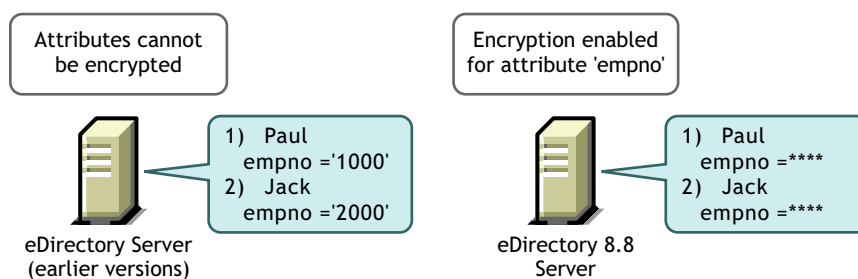 Attributes cannot
be encrypted
1) Paul
empno ='1000'
2) Jack
empno ='2000'
eDirectory Server
(earlier versions)
Encryption enabled
for attribute 'empno'
1) Paul
empno =****
2) Jack
empno =****
eDirectory 8.8
Server